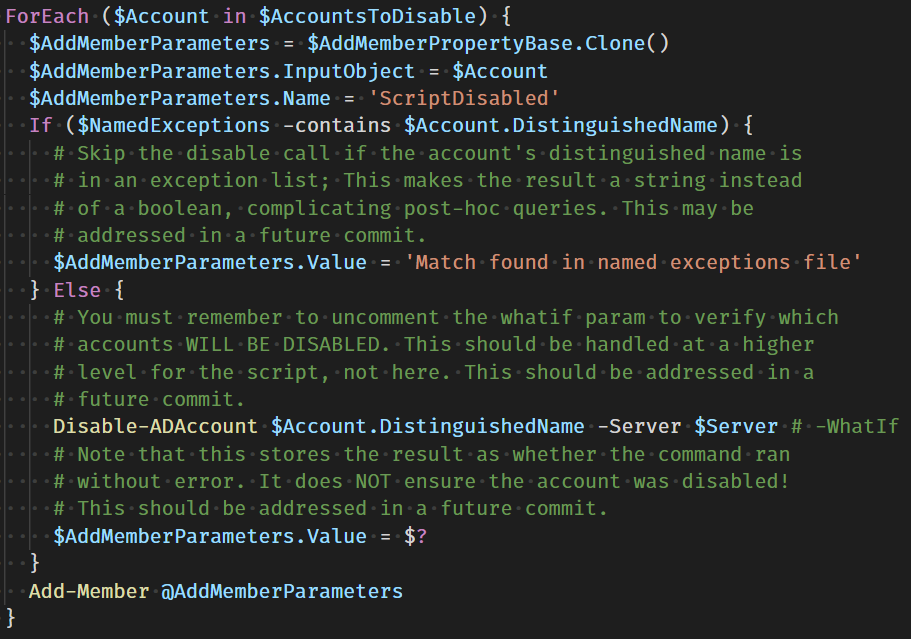 ForEach ($Account in $AccountsToDisable) {
  $AddMemberParameters = $AddMemberPropertyBase.Clone()
  $AddMemberParameters.InputObject = $Account
  $AddMemberParameters.Name = 'ScriptDisabled'
  If ($NamedExceptions -contains $Account.DistinguishedName) {
    # Skip the disable call if the account's distinguished name is
    # in an exception list; This makes the result a string instead
    # of a boolean, complicating post-hoc queries. This may be
    # addressed in a future commit.
    $AddMemberParameters.Value = 'Match found in named exceptions file'
  } Else {
    # You must remember to uncomment the whatif param to verify which
    # accounts WILL BE DISABLED. This should be handled at a higher
    # level for the script, not here. This should be addressed in a
    # future commit.
    Disable-ADAccount $Account.DistinguishedName -Server $Server # -WhatIf
    # Note that this stores the result as whether the command ran
    # without error. It does NOT ensure the account was disabled!
    # This should be addressed in a future commit.
    $AddMemberParameters.Value = $?
  }
  Add-Member @AddMemberParameters
}